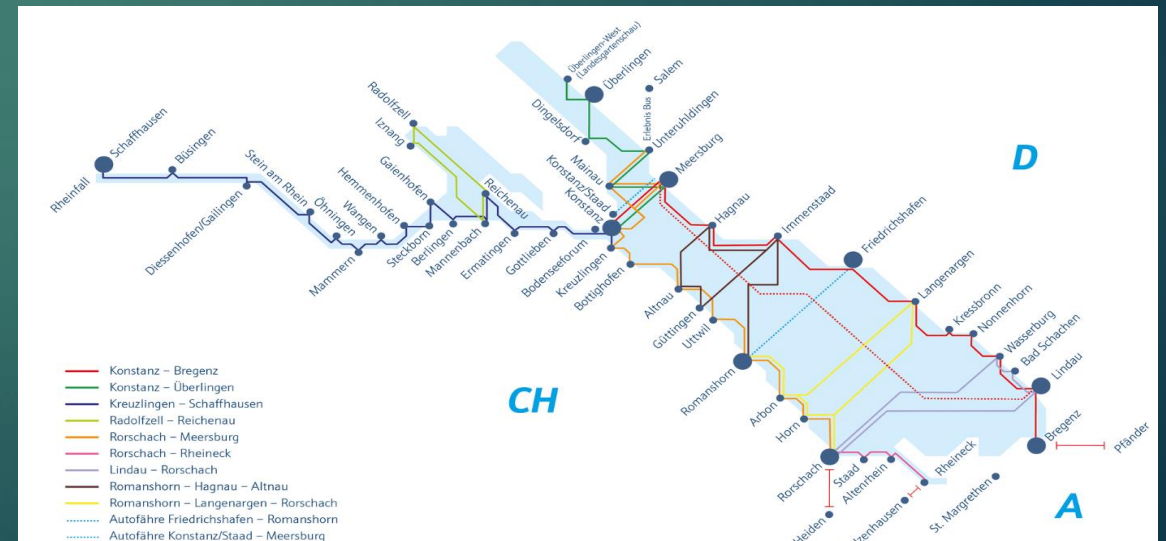 Überlingen-West
(Landesgartenschau)
Überlingen
Salem
Erlebnis Bus
Dingelsdorf
Unteruhldingen
Mainau
Meersburg
Konstanz/Staad
Konstanz
Radolfzell
Iznang
Schaffhausen
Rheinfall
Büsingen
Diessenhofen/Gailingen
Stein am Rhein
Öhningen
Mammern
Wangen
Hemmenhofen
Gaienhofen
Steckborn
Berlingen
Mannenbach
Reichenau
Ermatingen
Gottlieben
Bodenseeforum
Kreuzlingen
Bottighofen
Hagnau
Immenstaad
Friedrichshafen
Altnau
Güttingen
Uttwil
Romanshorn
Langenargen
Kressbronn
Nonnenhorn
Wasserburg
Bad Schachen
Lindau
Bregenz
Pfänder
Arbon
Horn
Rorschach
Staad
Altenrhein
Rheineck
Heiden
St. Margrethen
D
CH
A
Konstanz – Bregenz
Konstanz – Überlingen
Kreuzlingen – Schaffhausen
Radolfzell – Reichenau
Rorschach – Meersburg
Rorschach – Rheineck
Lindau – Rorschach
Romanshorn – Hagnau – Altnau
Romanshorn – Langenargen – Rorschach
Autofähre Friedrichshafen – Romanshorn
Autofähre Konstanz/Staad – Meersburg